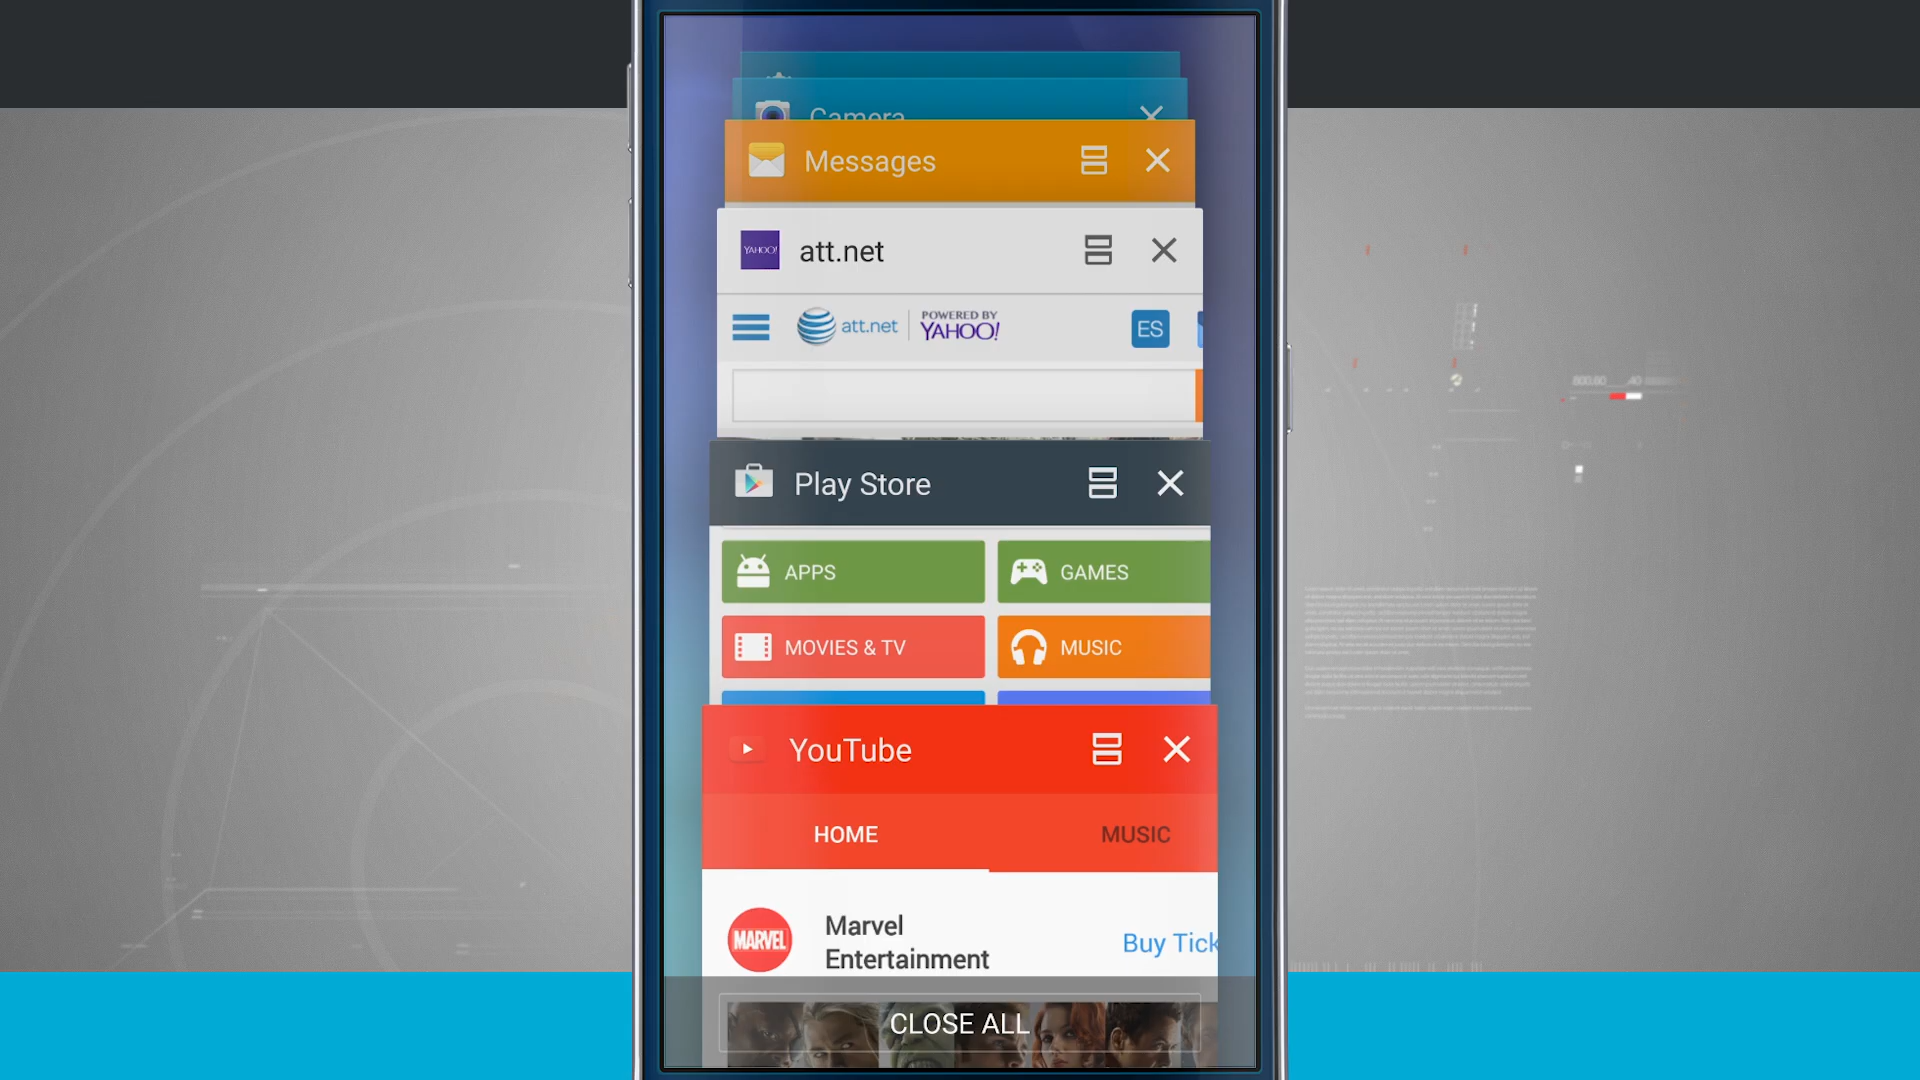 Camera
Messages
YAHOO!
att.net
att.net
POWERED BY
YAHOO!
ES
Play Store
APPS
GAMES
MOVIES & TV
MUSIC
YouTube
HOME
MUSIC
MARVEL
Marvel
Entertainment
Buy Tick
CLOSE ALL